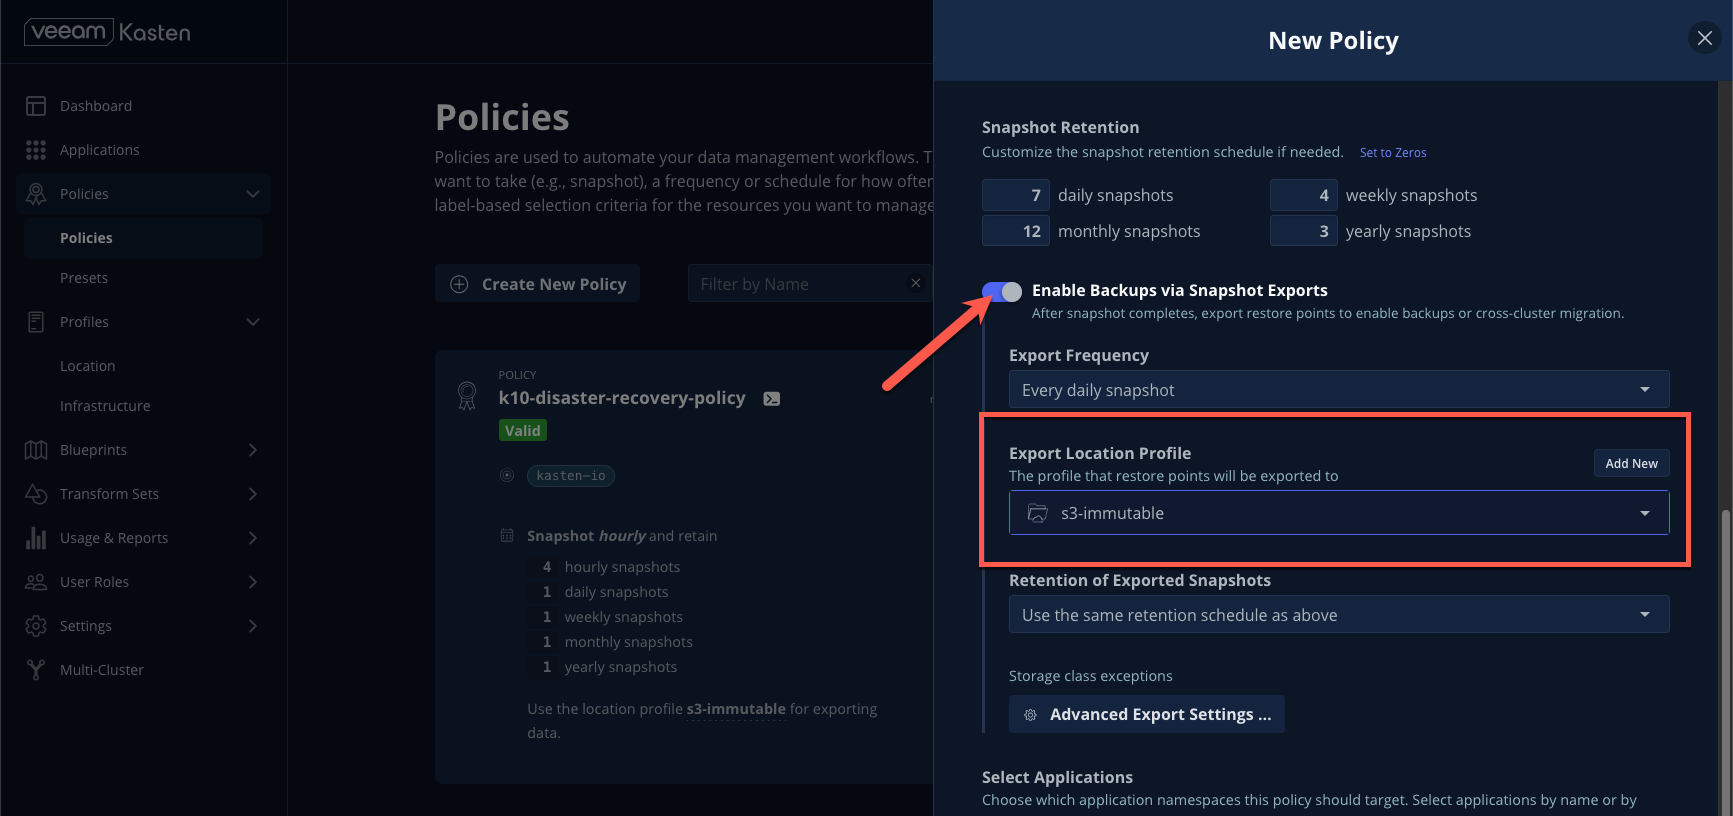 veeam Kasten
Dashboard
Applications
Policies
Policies
Presets
Profiles
Location
Infrastructure
Blueprints
Transform Sets
Usage & Reports
User Roles
Settings
Multi-Cluster
Policies
Policies are used to automate your data management workflows. T
want to take (e.g., snapshot), a frequency or schedule for how often
label-based selection criteria for the resources you want to manage
Create New Policy
Filter by Name
POLICY
k10-disaster-recovery-policy
Valid
kasten-io
Snapshot hourly and retain
4 hourly snapshots
1 daily snapshots
1 weekly snapshots
1 monthly snapshots
1 yearly snapshots
Use the location profile s3-immutable for exporting
data.
New Policy
Snapshot Retention
Customize the snapshot retention schedule if needed. Set to Zeros
7 daily snapshots 4 weekly snapshots
12 monthly snapshots 3 yearly snapshots
Enable Backups via Snapshot Exports
After snapshot completes, export restore points to enable backups or cross-cluster migration.
Export Frequency
Every daily snapshot
Export Location Profile
Add New
The profile that restore points will be exported to
s3-immutable
Retention of Exported Snapshots
Use the same retention schedule as above
Storage class exceptions
Advanced Export Settings ...
Select Applications
Choose which application namespaces this policy should target. Select applications by name or by